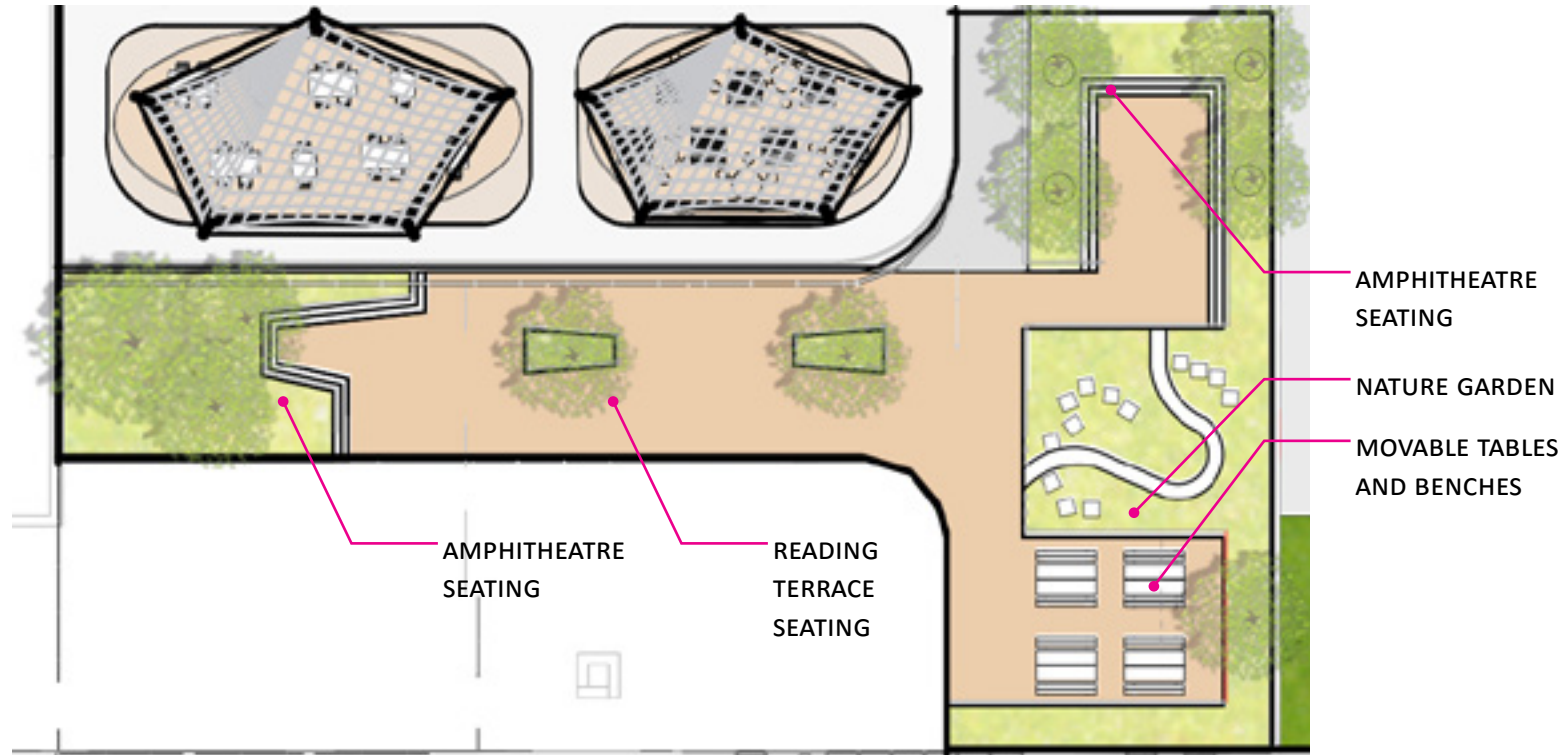 AMPHITHEATRE
SEATING
NATURE GARDEN
MOVABLE TABLES
AND BENCHES
AMPHITHEATRE
SEATING
READING
TERRACE
SEATING